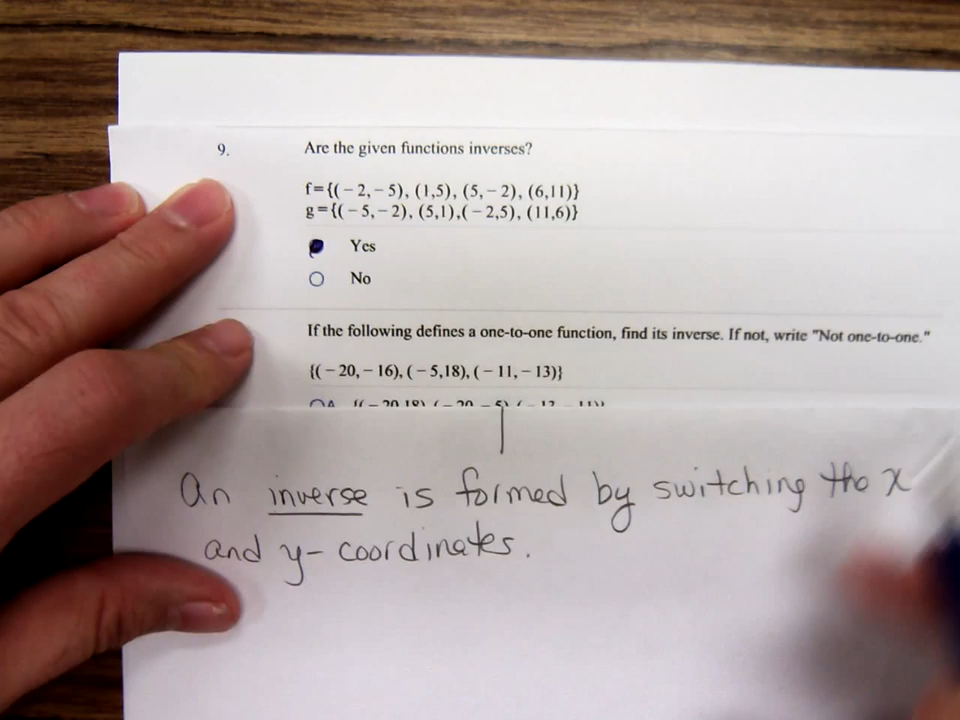 9. Are the given functions inverses?
f={(−2,−5), (1,5), (5,−2), (6,11)}
g={(−5,−2), (5,1),(−2,5), (11,6)}
Yes
No
If the following defines a one-to-one function, find its inverse. If not, write "Not one-to-one."
{(−20,−16), (−5,18), (−11,−13)}
An inverse is formed by switching the x
and y-coordinates.